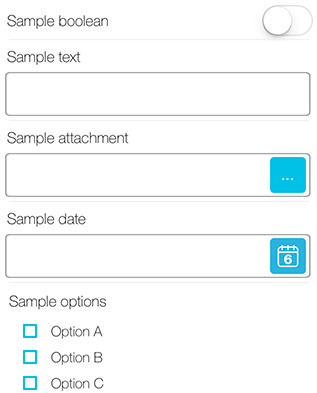 Sample boolean
Sample text
Sample attachment
...
Sample date
6
Sample options
Option A
Option B
Option C